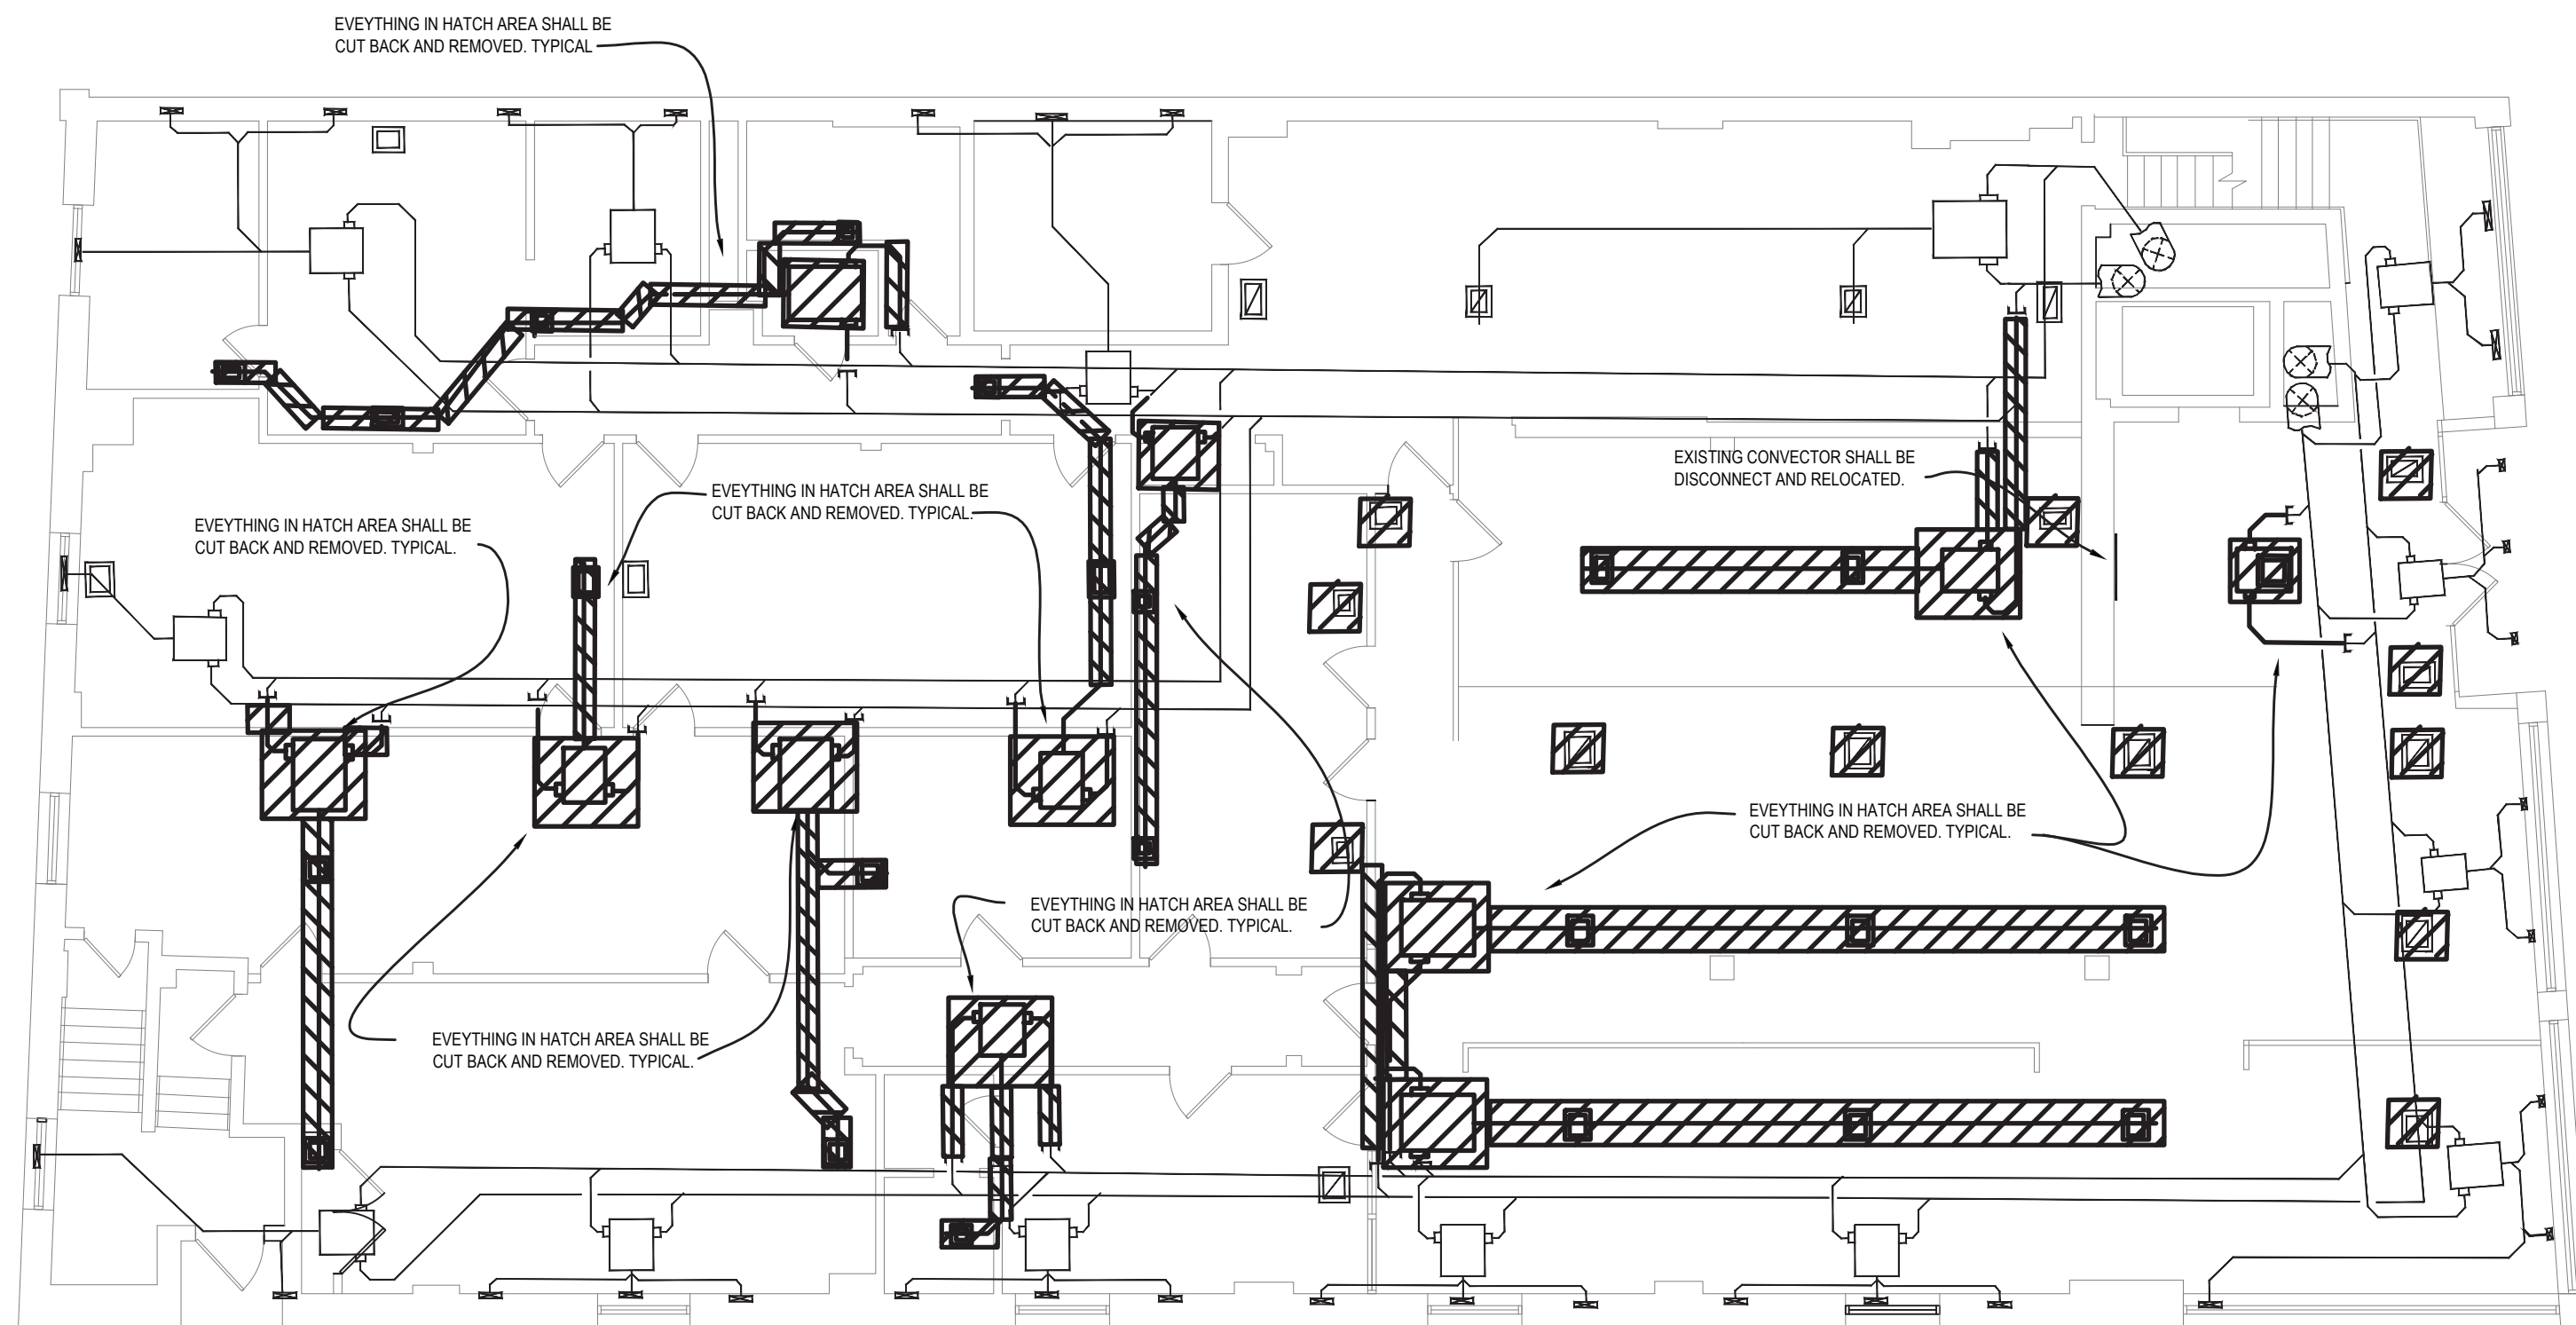 EVEYTHING IN HATCH AREA SHALL BE
CUT BACK AND REMOVED. TYPICAL
EXISTING CONVECTOR SHALL BE
DISCONNECT AND RELOCATED.
EVEYTHING IN HATCH AREA SHALL BE
CUT BACK AND REMOVED. TYPICAL.
EVEYTHING IN HATCH AREA SHALL BE
CUT BACK AND REMOVED. TYPICAL.
EVEYTHING IN HATCH AREA SHALL BE
CUT BACK AND REMOVED. TYPICAL.
EVEYTHING IN HATCH AREA SHALL BE
CUT BACK AND REMOVED. TYPICAL.
EVEYTHING IN HATCH AREA SHALL BE
CUT BACK AND REMOVED. TYPICAL.